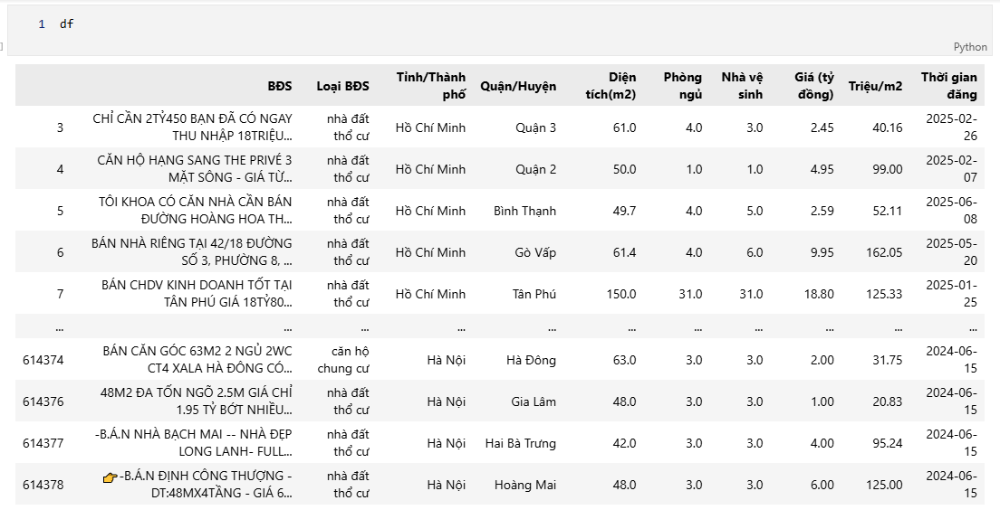 1 df
Python
BĐS Loại BĐS Tỉnh/Thành phố Quận/Huyện Diện tích(m2) Phòng ngủ Nhà vệ sinh Giá (tỷ đồng) Triệu/m2 Thời gian đăng
3 CHỈ CẦN 2TỶ450 BẠN ĐÃ CÓ NGAY THU NHẬP 18TRIỆU... nhà đất thổ cư Hồ Chí Minh Quận 3 61.0 4.0 3.0 2.45 40.16 2025-02-26
4 CĂN HỘ HẠNG SANG THE PRIVÉ 3 MẶT SÔNG - GIÁ TỪ... nhà đất thổ cư Hồ Chí Minh Quận 2 50.0 1.0 1.0 4.95 99.00 2025-02-07
5 TÔI KHOA CÓ CĂN NHÀ CẦN BÁN ĐƯỜNG HOÀNG HOA TH... nhà đất thổ cư Hồ Chí Minh Bình Thạnh 49.7 4.0 5.0 2.59 52.11 2025-06-08
6 BÁN NHÀ RIÊNG TẠI 42/18 ĐƯỜNG SỐ 3, PHƯỜNG 8, ... nhà đất thổ cư Hồ Chí Minh Gò Vấp 61.4 4.0 6.0 9.95 162.05 2025-05-20
7 BÁN CHDV KINH DOANH TỐT TẠI TÂN PHÚ GIÁ 18TỶ80... nhà đất thổ cư Hồ Chí Minh Tân Phú 150.0 31.0 31.0 18.80 125.33 2025-01-25
... ... ... ... ... ... ... ... ... ... ...
614374 BÁN CĂN GÓC 63M2 2 NGỦ 2WC CT4 XALA HÀ ĐÔNG CÓ... căn hộ chung cư Hà Nội Hà Đông 63.0 3.0 3.0 2.00 31.75 2024-06-15
614376 48M2 ĐA TỐN NGÕ 2.5M GIÁ CHỈ 1.95 TỶ BỚT NHIỀU... nhà đất thổ cư Hà Nội Gia Lâm 48.0 3.0 3.0 1.00 20.83 2024-06-15
614377 -B.Á.N NHÀ BẠCH MAI -- NHÀ ĐẸP LONG LANH- FULL... nhà đất thổ cư Hà Nội Hai Bà Trưng 42.0 3.0 3.0 4.00 95.24 2024-06-15
614378 👉-B.Á.N ĐỊNH CÔNG THƯỢNG - DT:48MX4TẦNG - GIÁ 6... nhà đất thổ cư Hà Nội Hoàng Mai 48.0 3.0 3.0 6.00 125.00 2024-06-15